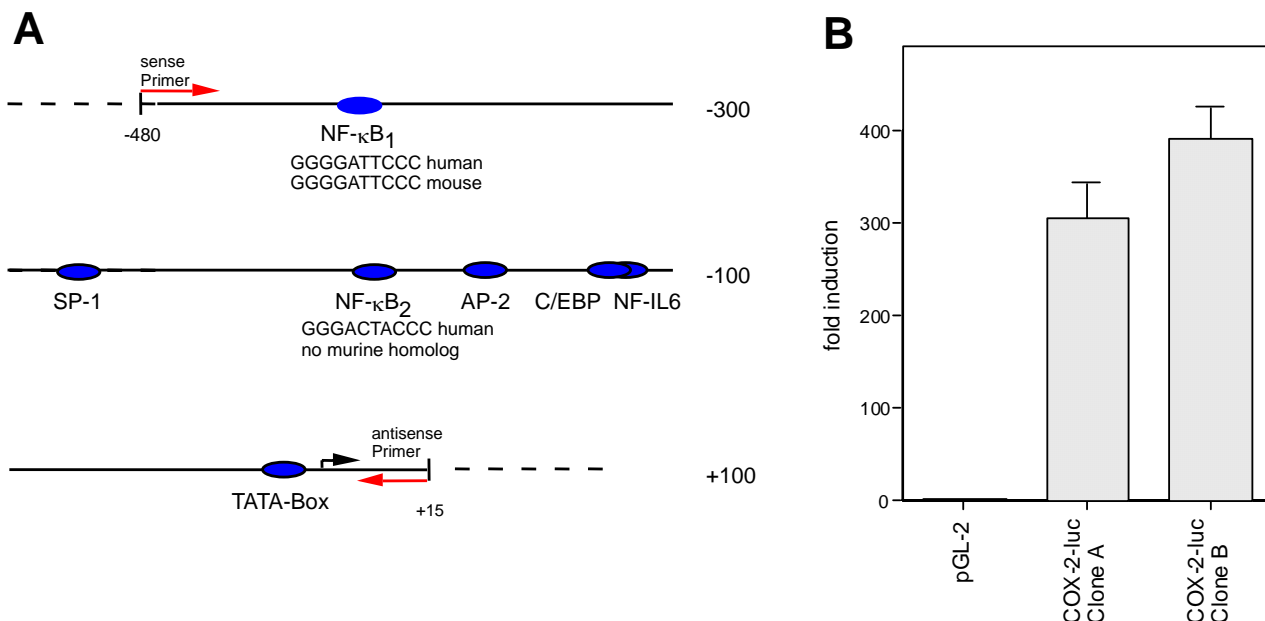 A
sense
Primer
-480
NF-κB1
GGGGATTCCC human
GGGGATTCCC mouse
-300
SP-1
NF-κB2
AP-2
C/EBP
NF-IL6
GGGACTACCC human
no murine homolog
-100
antisense
Primer
TATA-Box
+15
+100
B
fold induction
400
300
200
100
0
pGL-2
COX-2-luc
Clone A
COX-2-luc
Clone B